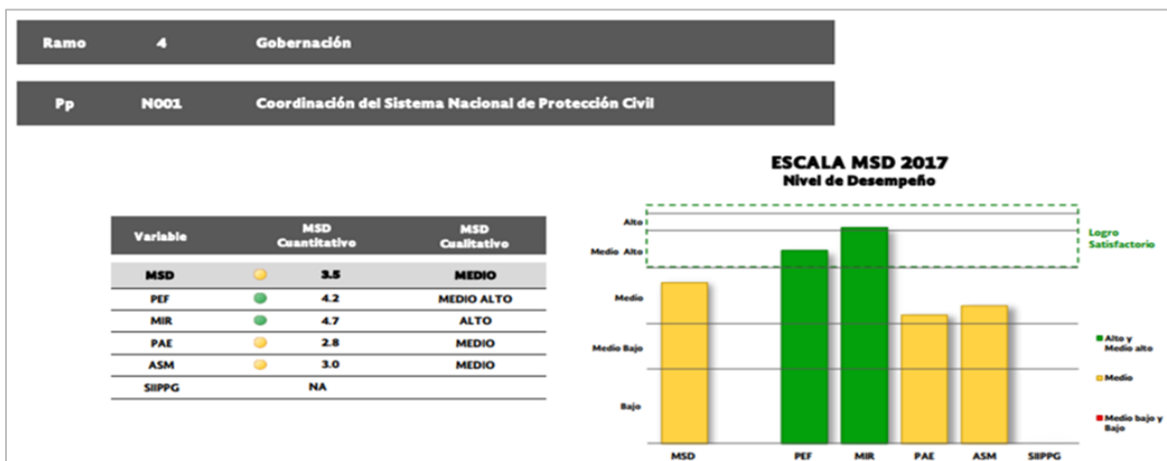 Ramo 4 Gobernación
Pp N001 Coordinación del Sistema Nacional de Protección Civil
Variable MSD Cuantitativo MSD Cualitativo
MSD 3.5 MEDIO
PEF 4.2 MEDIO ALTO
MIR 4.7 ALTO
PAE 2.8 MEDIO
ASM 3.0 MEDIO
SIIPPG NA
ESCALA MSD 2017
Nivel de Desempeño
Alto
Medio Alto
Medio
Medio Bajo
Bajo
Logro
Satisfactorio
Alto y
Medio alto
Medio
Medio bajo y
Bajo
MSD PEF MIR PAE ASM SIIPPG